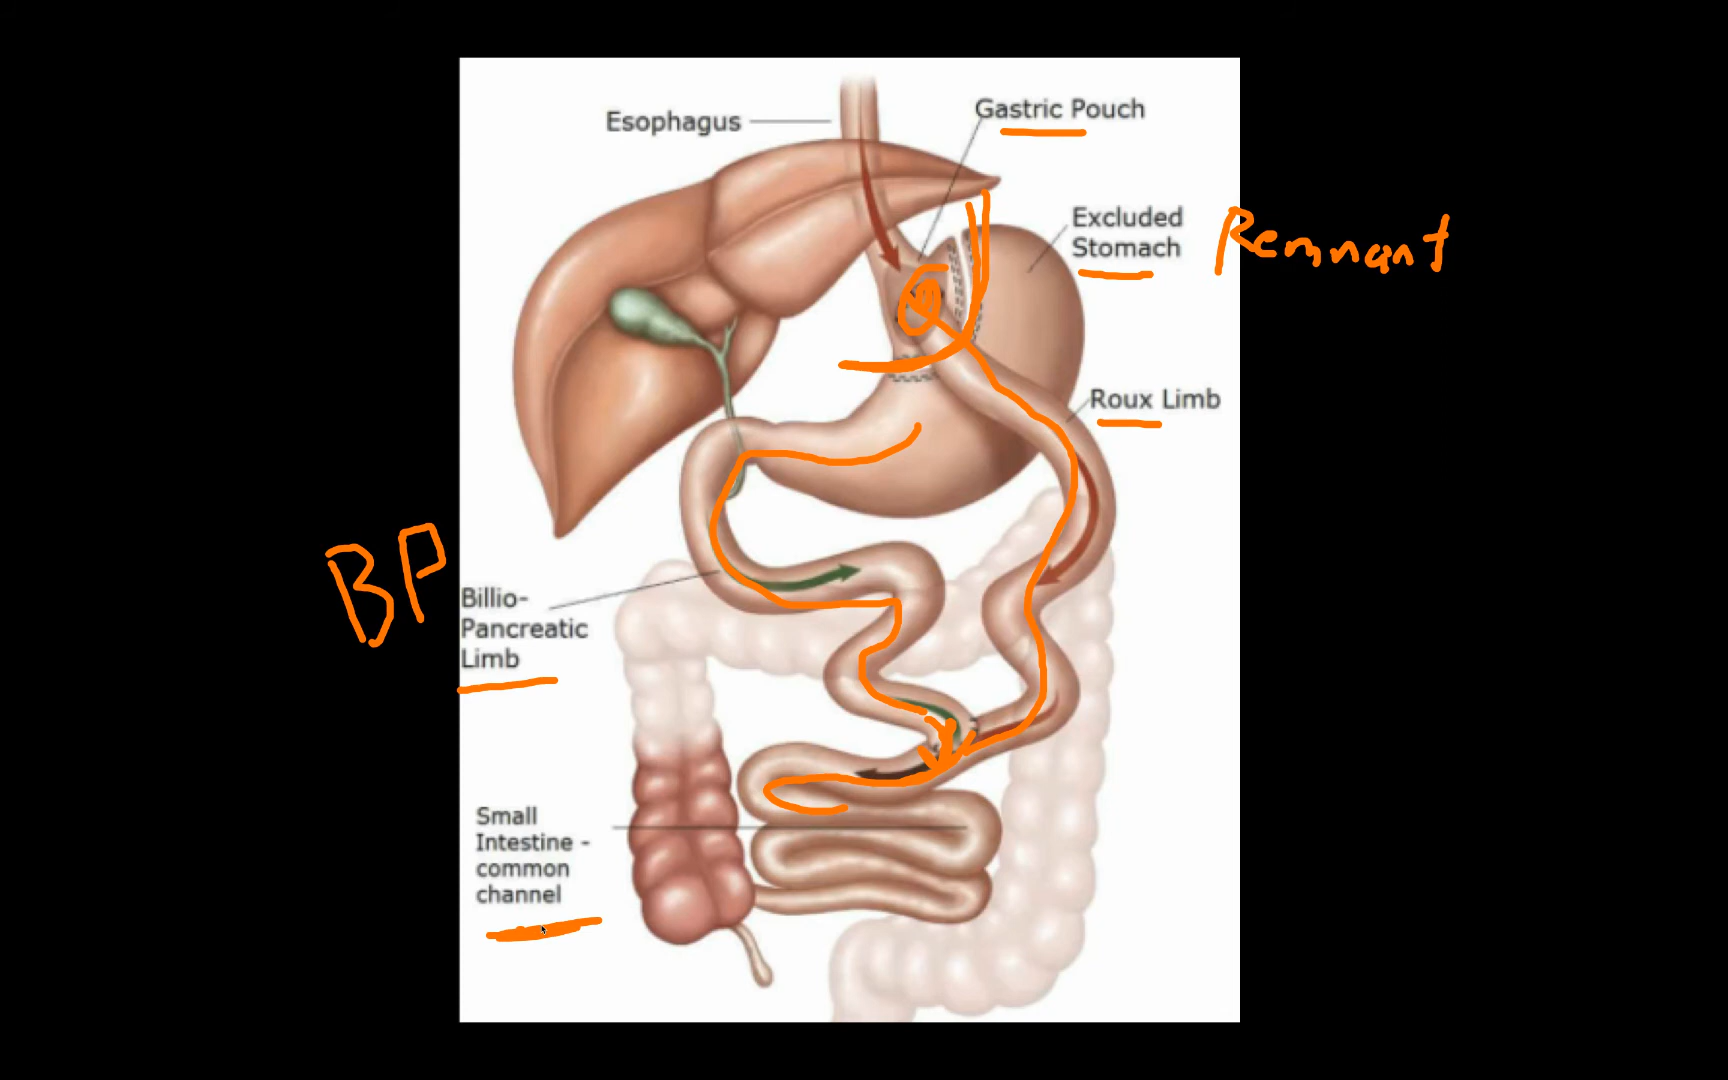 Esophagus
Gastric Pouch
Excluded
Stomach
Remnant
Roux Limb
BP
Billio-
Pancreatic
Limb
Small
Intestine -
common
channel